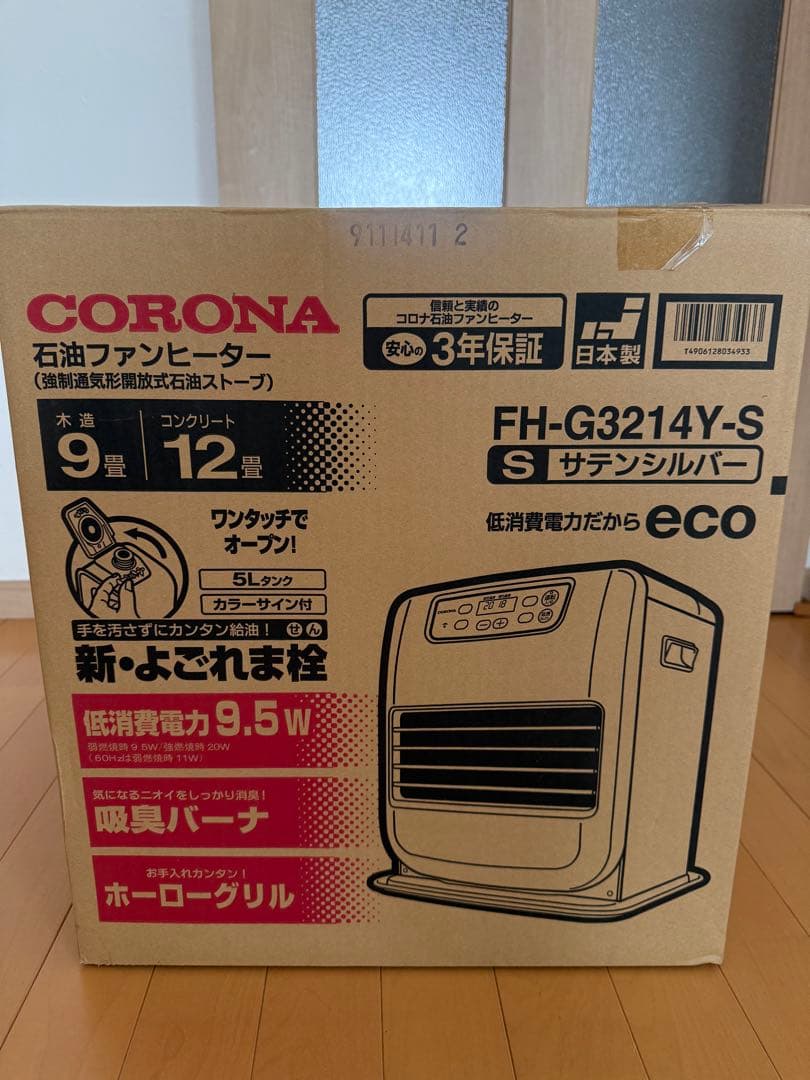 9111411 2
CORONA
石油ファンヒーター
(強制通気形開放式石油ストーブ)
信頼と実績の
コロナ石油ファンヒーター
安心の 3年保証
日本製
T4906128034933
木造 9畳
コンクリート 12畳
FH-G3214Y-S
S サテンシルバー
低消費電力だから eco
ワンタッチで
オープン!
5Lタンク
カラーサイン付
手を汚さずにカンタン給油! せん
新・よごれま栓
低消費電力 9.5W
弱燃焼時9.5W/強燃焼時20W
(60Hzは弱燃焼時11W)
気になるニオイをしっかり消臭!
吸臭バーナ
お手入れカンタン!
ホーローグリル
CORONA
20 18